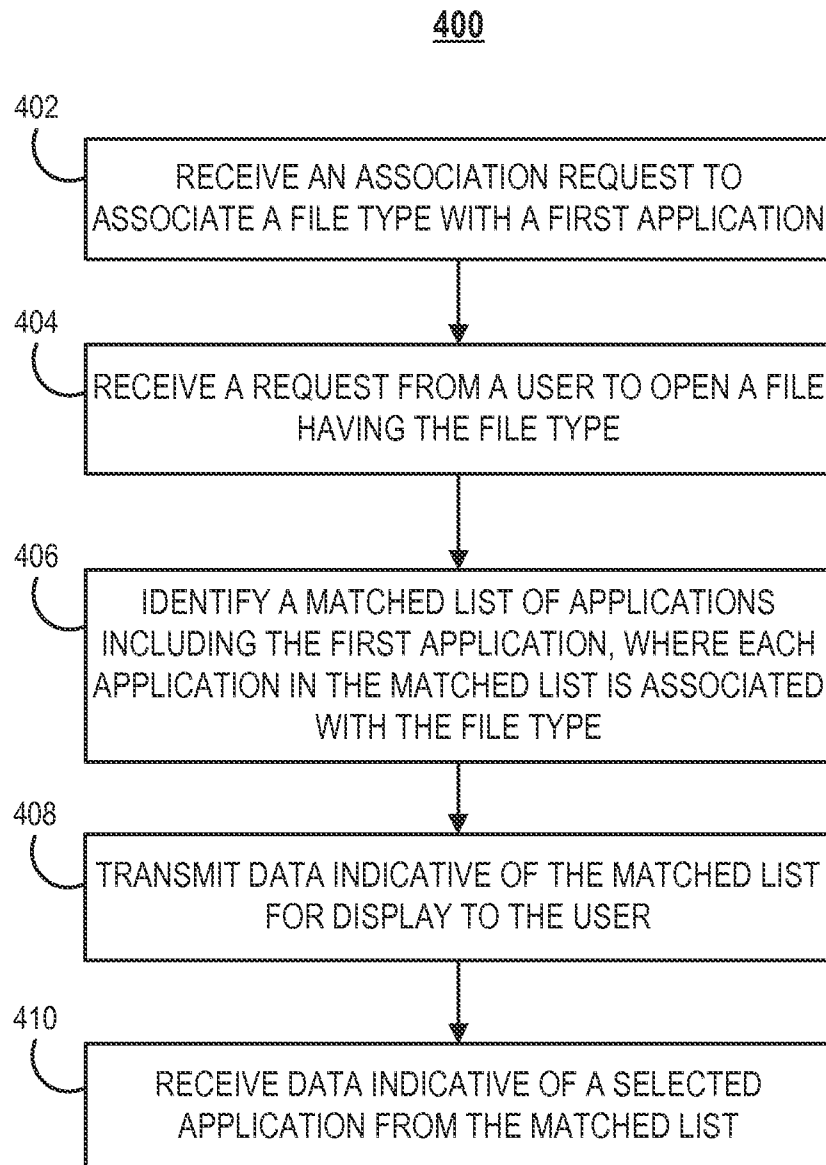 400
402
RECEIVE AN ASSOCIATION REQUEST TO
ASSOCIATE A FILE TYPE WITH A FIRST APPLICATION
404
RECEIVE A REQUEST FROM A USER TO OPEN A FILE
HAVING THE FILE TYPE
406
IDENTIFY A MATCHED LIST OF APPLICATIONS
INCLUDING THE FIRST APPLICATION, WHERE EACH
APPLICATION IN THE MATCHED LIST IS ASSOCIATED
WITH THE FILE TYPE
408
TRANSMIT DATA INDICATIVE OF THE MATCHED LIST
FOR DISPLAY TO THE USER
410
RECEIVE DATA INDICATIVE OF A SELECTED
APPLICATION FROM THE MATCHED LIST